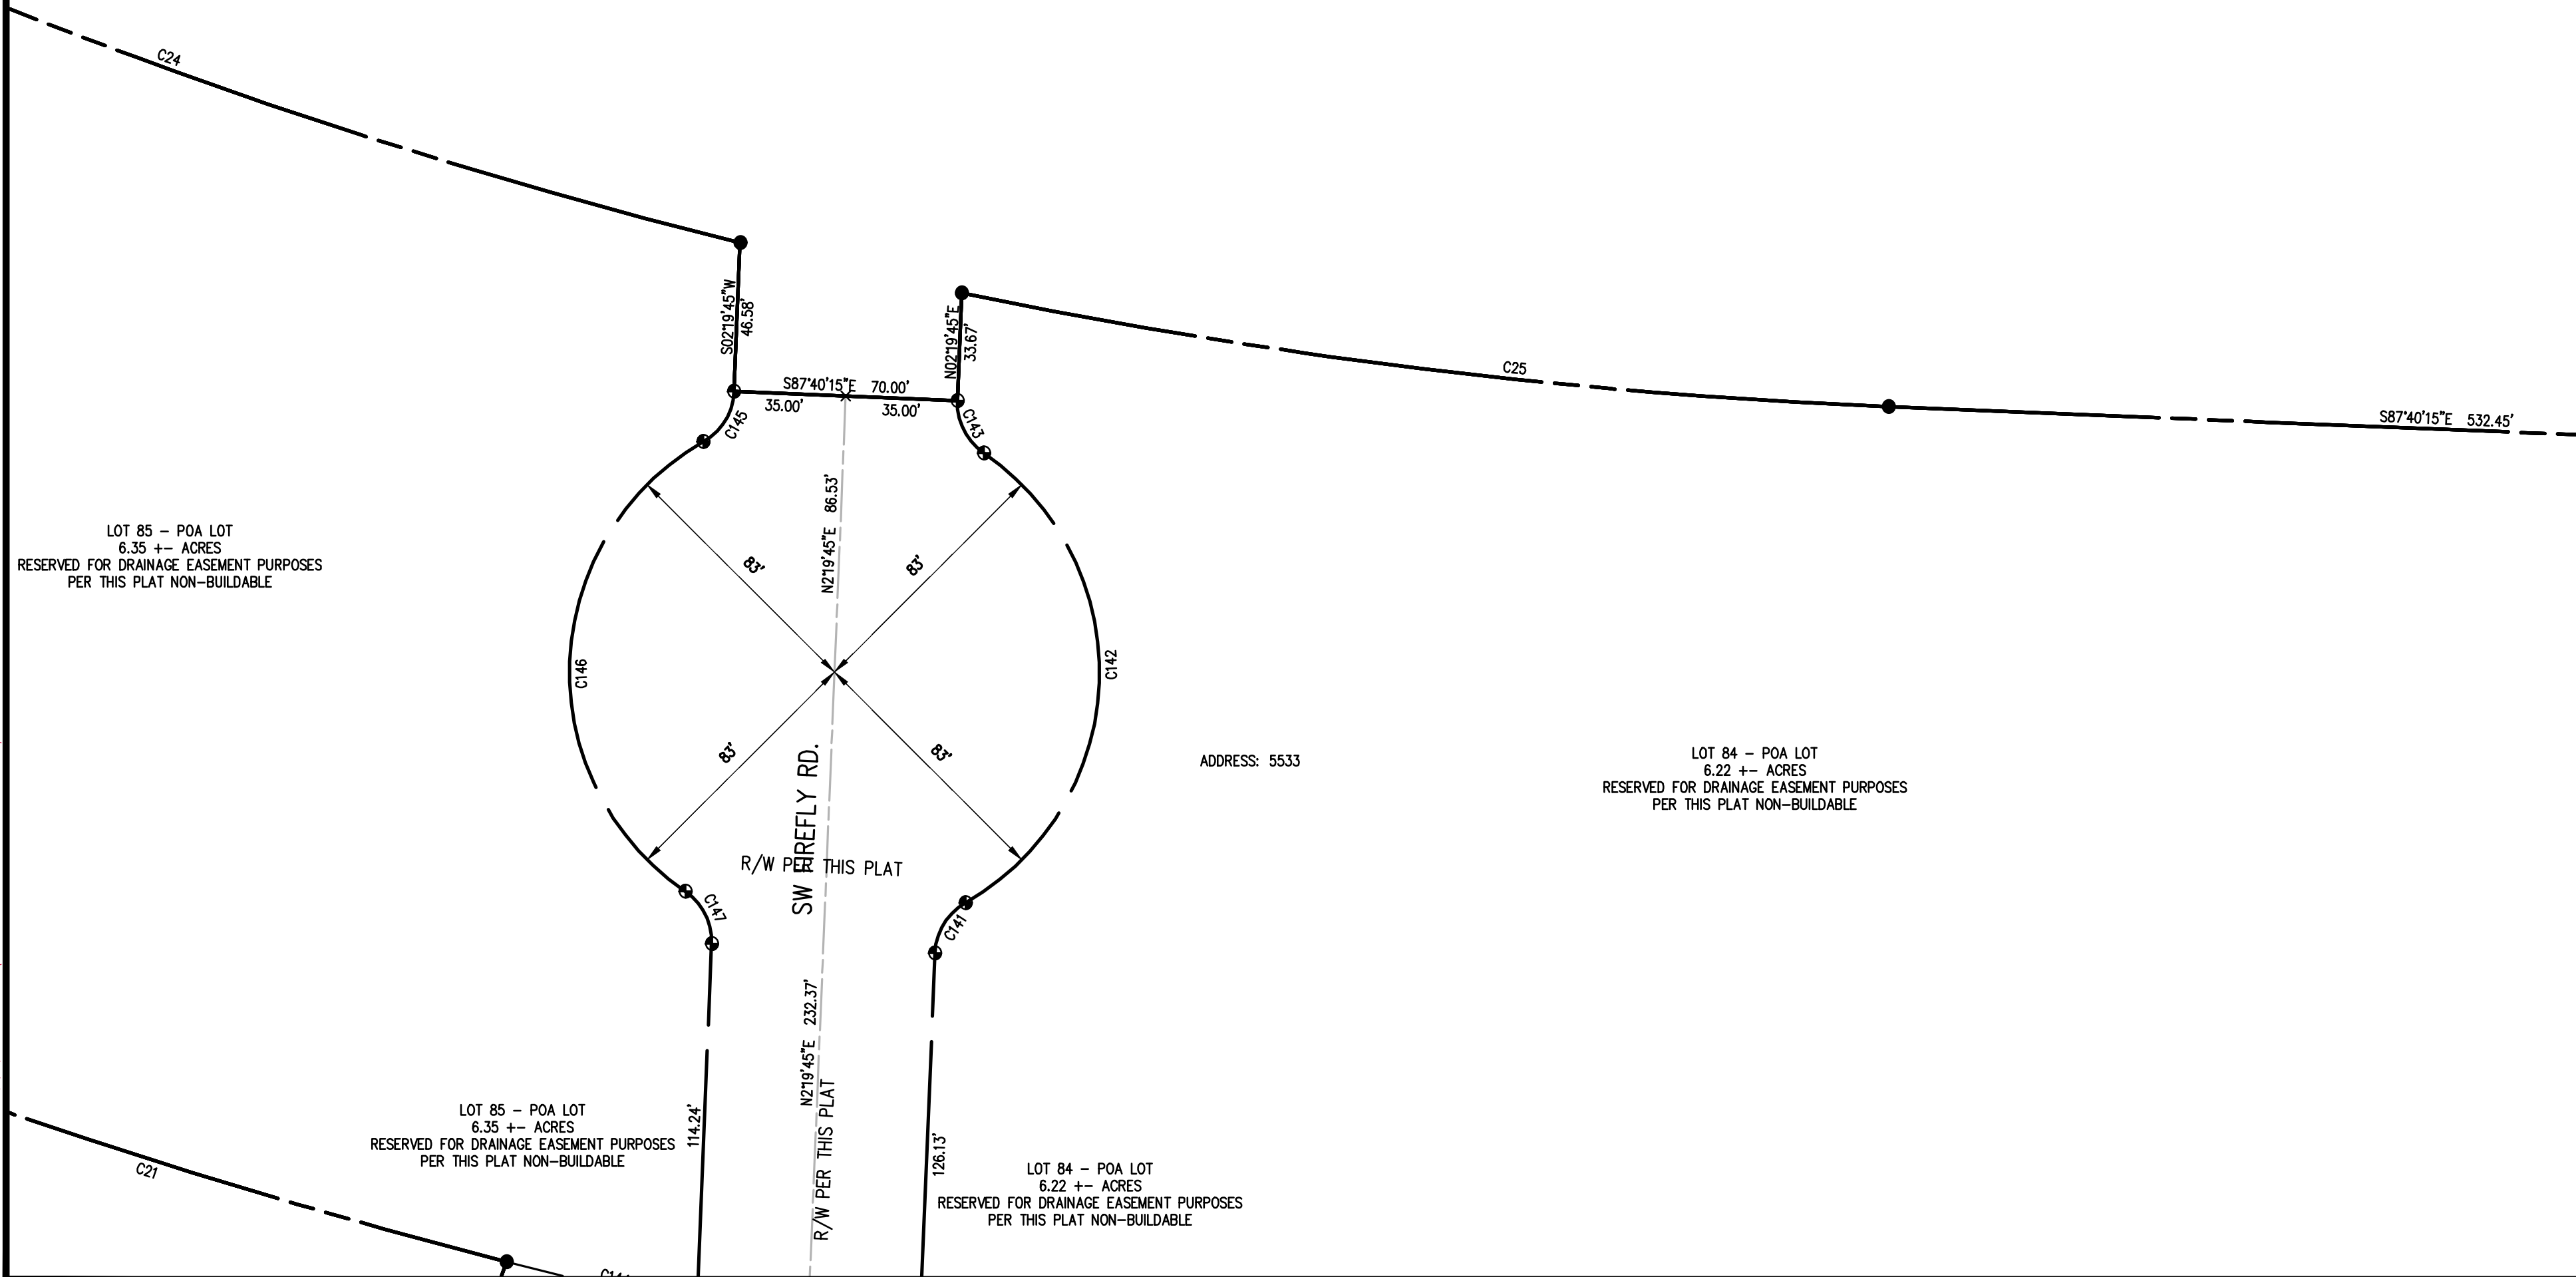 C24
S02°19'45"W
46.58'
N02°19'45"E
33.67'
C25
S87°40'15"E 70.00'
35.00'
35.00'
S87°40'15"E 532.45'
C145
C143
N2°19'45"E 86.53'
LOT 85 - POA LOT
6.35 +- ACRES
RESERVED FOR DRAINAGE EASEMENT PURPOSES
PER THIS PLAT NON-BUILDABLE
83'
83'
C146
C142
83'
83'
SW FIREFLY RD.
R/W PER THIS PLAT
ADDRESS: 5533
LOT 84 - POA LOT
6.22 +- ACRES
RESERVED FOR DRAINAGE EASEMENT PURPOSES
PER THIS PLAT NON-BUILDABLE
C147
C141
N2°19'45"E 232.37'
R/W PER THIS PLAT
114.24'
126.13'
LOT 85 - POA LOT
6.35 +- ACRES
RESERVED FOR DRAINAGE EASEMENT PURPOSES
PER THIS PLAT NON-BUILDABLE
LOT 84 - POA LOT
6.22 +- ACRES
RESERVED FOR DRAINAGE EASEMENT PURPOSES
PER THIS PLAT NON-BUILDABLE
C21